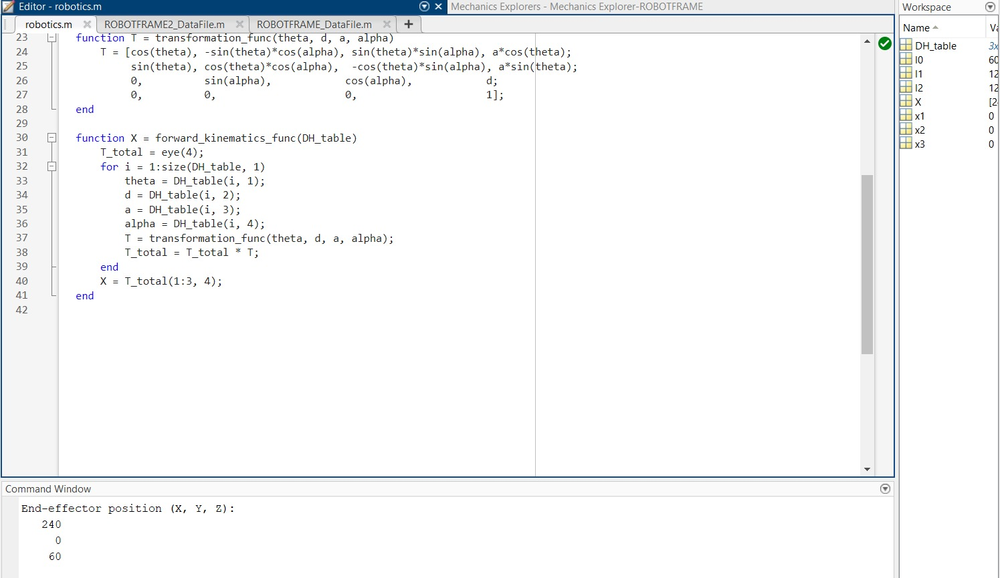 Editor - robotics.m
Mechanics Explorers - Mechanics Explorer-ROBOTFRAME
Workspace
robotics.m
ROBOTFRAME2_DataFile.m
ROBOTFRAME_DataFile.m
+
23 function T = transformation_func(theta, d, a, alpha)
24 T = [cos(theta), -sin(theta)*cos(alpha), sin(theta)*sin(alpha), a*cos(theta);
25 sin(theta), cos(theta)*cos(alpha), -cos(theta)*sin(alpha), a*sin(theta);
26 0, sin(alpha), cos(alpha), d;
27 0, 0, 0, 1];
28 end
29
30 function X = forward_kinematics_func(DH_table)
31 T_total = eye(4);
32 for i = 1:size(DH_table, 1)
33 theta = DH_table(i, 1);
34 d = DH_table(i, 2);
35 a = DH_table(i, 3);
36 alpha = DH_table(i, 4);
37 T = transformation_func(theta, d, a, alpha);
38 T_total = T_total * T;
39 end
40 X = T_total(1:3, 4);
41 end
42
Name
DH_table 3x
l0 60
l1 12
l2 12
X [2
x1 0
x2 0
x3 0
Command Window
End-effector position (X, Y, Z):
240
0
60